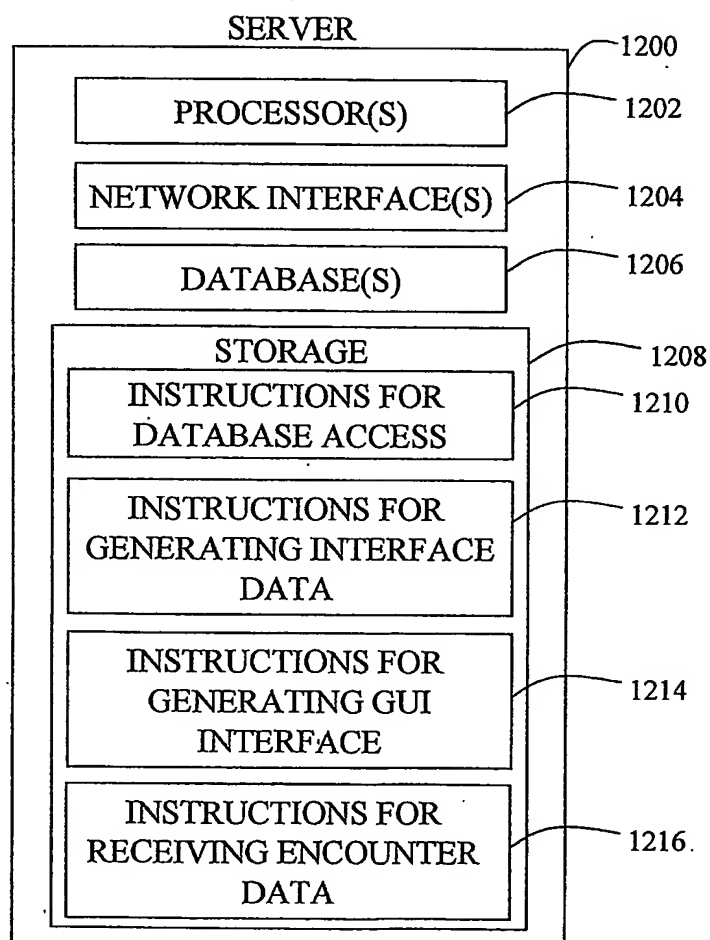 SERVER
1200
PROCESSOR(S)
1202
NETWORK INTERFACE(S)
1204
DATABASE(S)
1206
STORAGE
1208
INSTRUCTIONS FOR
DATABASE ACCESS
1210
INSTRUCTIONS FOR
GENERATING INTERFACE
DATA
1212
INSTRUCTIONS FOR
GENERATING GUI
INTERFACE
1214
INSTRUCTIONS FOR
RECEIVING ENCOUNTER
DATA
1216